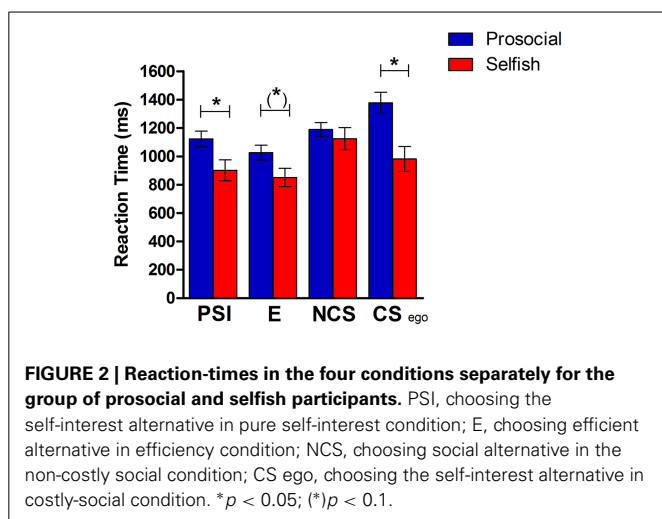 Prosocial
Selfish
Reaction Time (ms)
1600
1400
1200
1000
800
600
400
200
0
*
(*)
*
PSI E NCS CS ego
FIGURE 2 | Reaction-times in the four conditions separately for the
group of prosocial and selfish participants. PSI, choosing the
self-interest alternative in pure self-interest condition; E, choosing efficient
alternative in efficiency condition; NCS, choosing social alternative in the
non-costly social condition; CS ego, choosing the self-interest alternative in
costly-social condition. *p < 0.05; (*)p < 0.1.